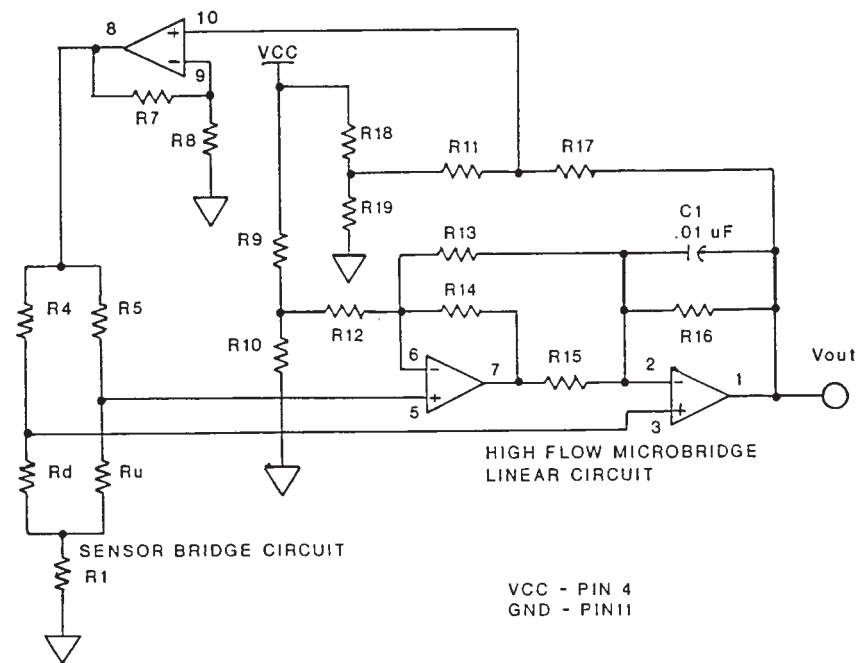 8
10
+
-
9
R7
R8
VCC
R18
R11
R17
R19
C1
.01 uF
R9
R13
R4
R5
R14
R12
R10
R16
6
-
7
R15
2
-
1
Vout
5
+
+
3
HIGH FLOW MICROBRIDGE
LINEAR CIRCUIT
Rd
Ru
SENSOR BRIDGE CIRCUIT
R1
VCC - PIN 4
GND - PIN11